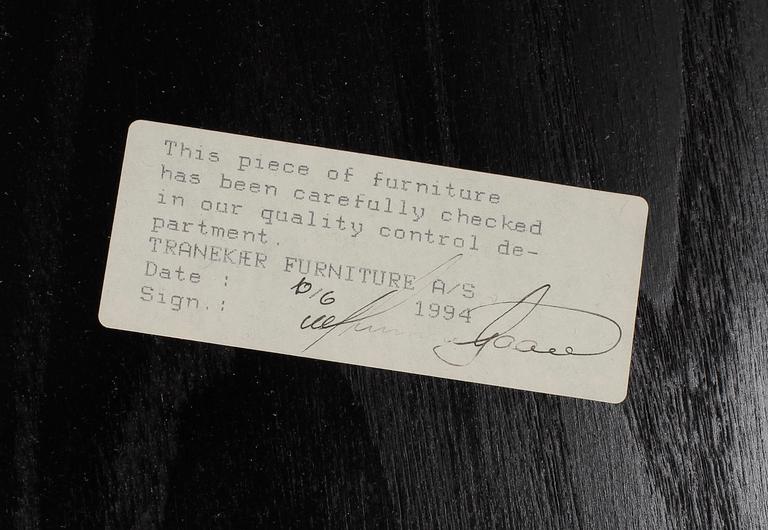 This piece of furniture
has been carefully checked
in our quality control de-
partment.
TRANEKÆR FURNITURE A/S
Date : 10/6 1994
Sign.: